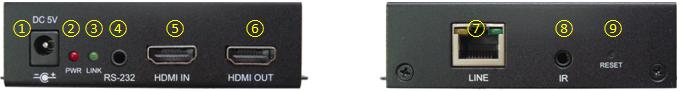 ① DC 5V
② PWR
③ LINK
④ RS-232
⑤ HDMI IN
⑥ HDMI OUT
⑦ LINE
⑧ IR
⑨ RESET